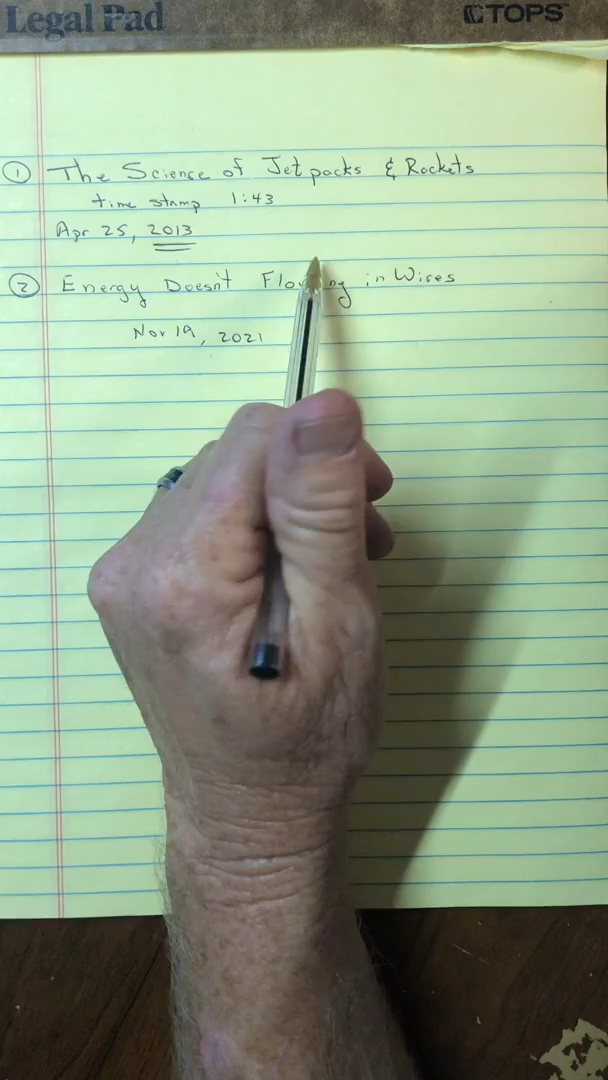 Legal Pad
TOPS™
① The Science of Jetpacks & Rockets
time stamp 1:43
Apr 25, 2013
② Energy Doesn't in Wires
Nov 19, 2021